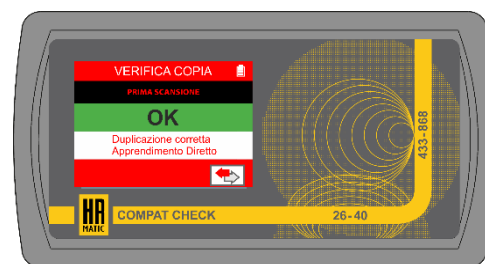 VERIFICA COPIA
PRIMA SCANSIONE
OK
Duplicazione corretta
Apprendimento Diretto
433-868
HR
MATIC
COMPAT CHECK
26-40